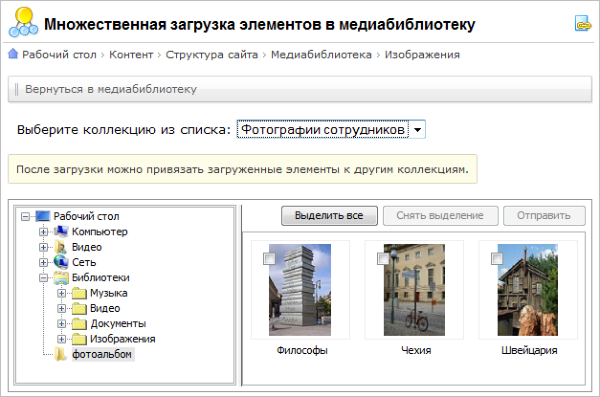 Множественная загрузка элементов в медиабиблиотеку
Рабочий стол › Контент › Структура сайта › Медиабиблиотека › Изображения
Вернуться в медиабиблиотеку
Выберите коллекцию из списка: Фотографии сотрудников
После загрузки можно привязать загруженные элементы к другим коллекциям.
Выделить все Снять выделение Отправить
Рабочий стол
Компьютер
Видео
Сеть
Библиотеки
Музыка
Видео
Документы
Изображения
фотоальбом
Философы Чехия Швейцария